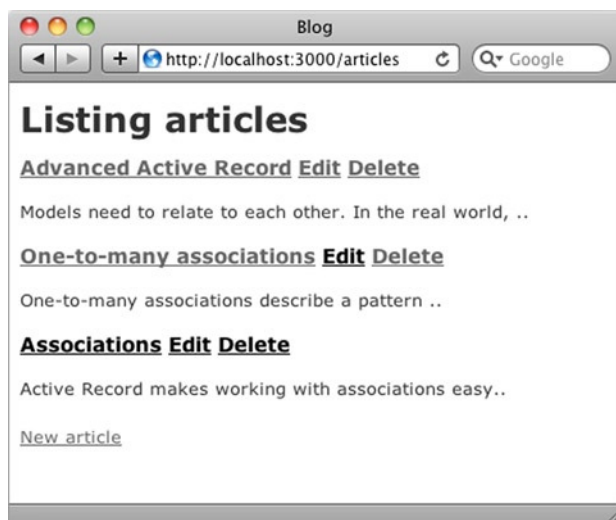 Blog
http://localhost:3000/articles
Google
Listing articles
Advanced Active Record Edit Delete
Models need to relate to each other. In the real world, ..
One-to-many associations Edit Delete
One-to-many associations describe a pattern ..
Associations Edit Delete
Active Record makes working with associations easy..
New article